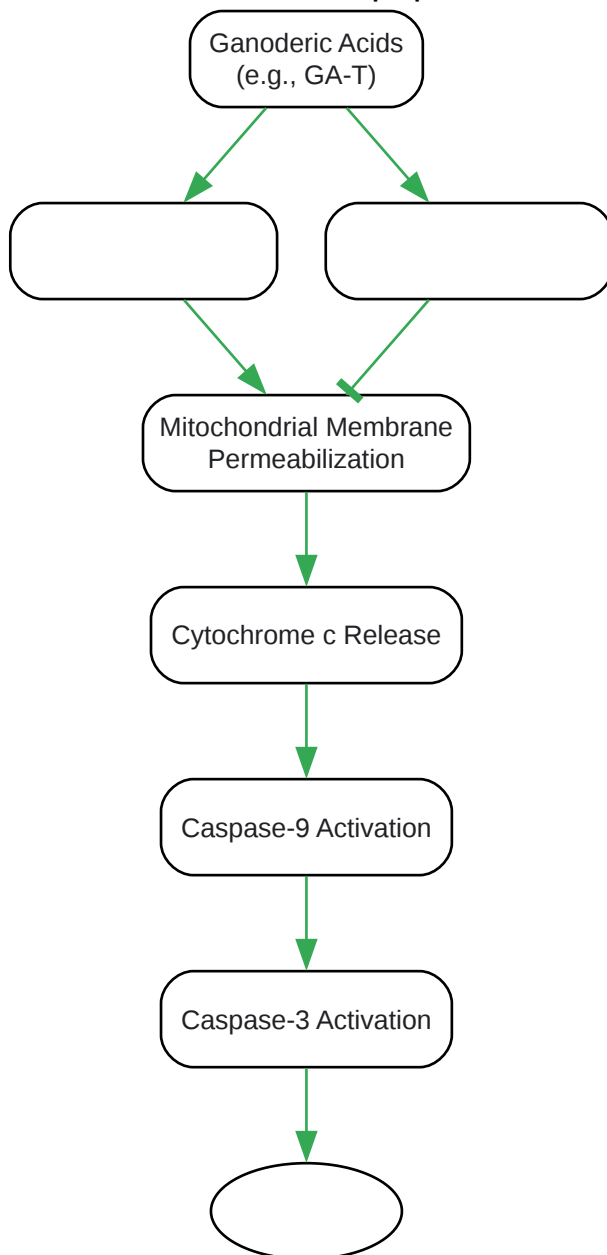 Ganoderic Acids
(e.g., GA-T)
Mitochondrial Membrane
Permeabilization
Cytochrome c Release
Caspase-9 Activation
Caspase-3 Activation